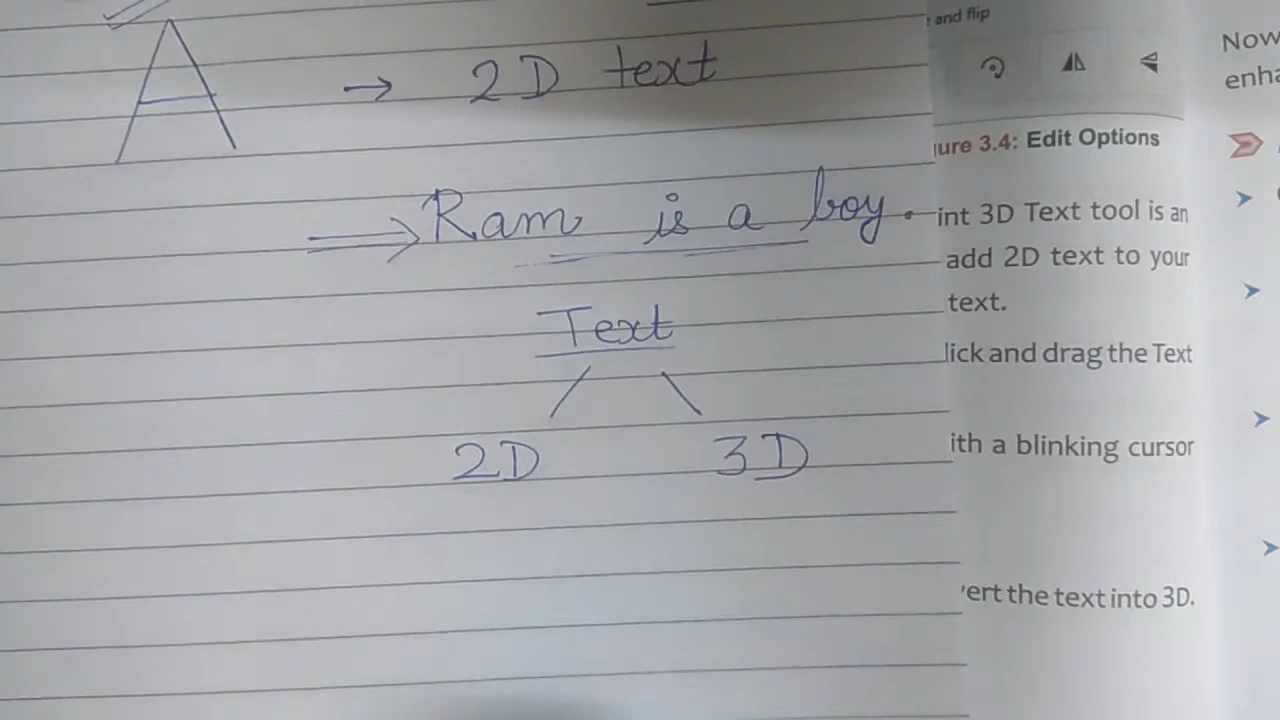 A → 2D text
⇒ Ram is a boy.
Text
2D 3D
and flip
ure 3.4: Edit Options
int 3D Text tool is an
add 2D text to your
text.
lick and drag the Text
ith a blinking cursor
ert the text into 3D.
Now
enha